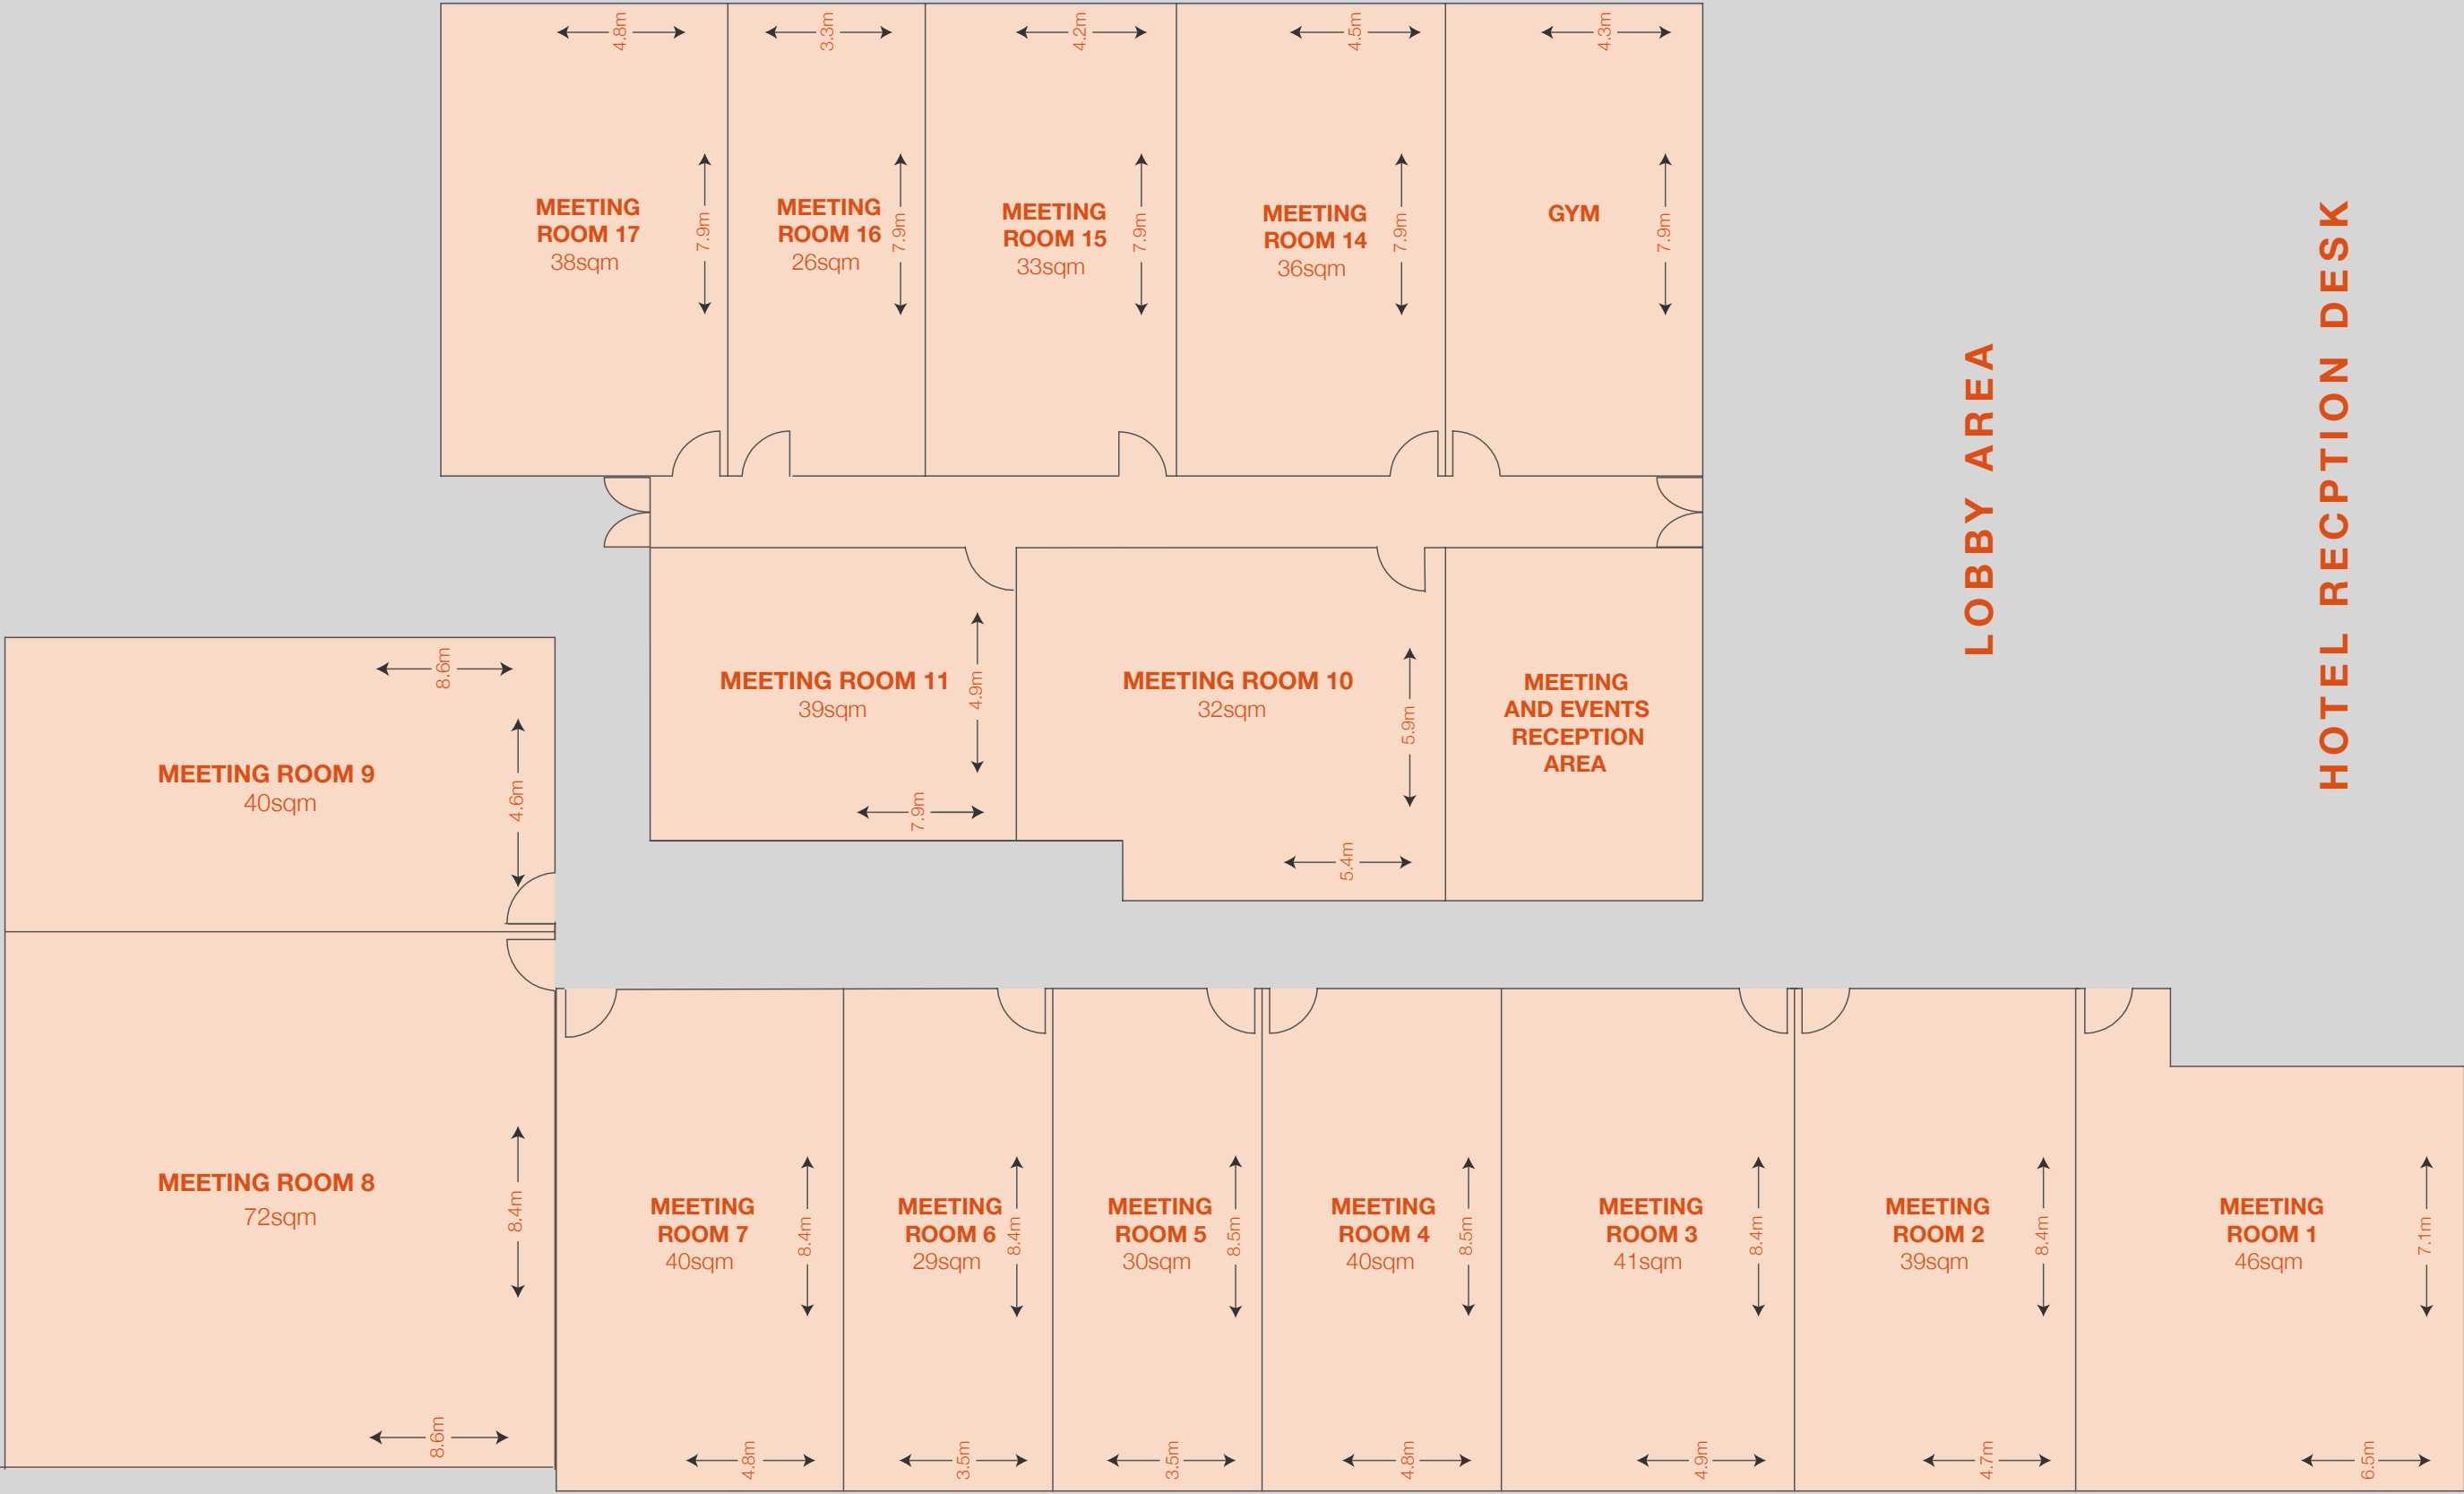 4.8m
3.3m
4.2m
4.5m
4.3m
MEETING
ROOM 17
38sqm
7.9m
MEETING
ROOM 16
26sqm
7.9m
MEETING
ROOM 15
33sqm
7.9m
MEETING
ROOM 14
36sqm
7.9m
GYM
7.9m
LOBBY AREA
HOTEL RECEPTION DESK
MEETING ROOM 11
39sqm
4.9m
7.9m
MEETING ROOM 10
32sqm
5.9m
5.4m
MEETING
AND EVENTS
RECEPTION
AREA
8.6m
MEETING ROOM 9
40sqm
4.6m
MEETING ROOM 8
72sqm
8.4m
8.6m
MEETING
ROOM 7
40sqm
8.4m
4.8m
MEETING
ROOM 6
29sqm
8.4m
3.5m
MEETING
ROOM 5
30sqm
8.5m
3.5m
MEETING
ROOM 4
40sqm
8.5m
4.8m
MEETING
ROOM 3
41sqm
8.4m
4.9m
MEETING
ROOM 2
39sqm
8.4m
4.7m
MEETING
ROOM 1
46sqm
7.1m
6.5m